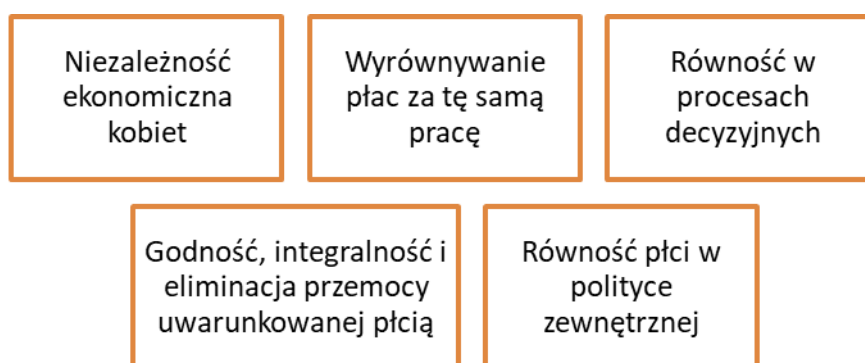 Niezależność
ekonomiczna
kobiet
Wyrównywanie
płac za tę samą
pracę
Równość w
procesach
decyzyjnych
Godność, integralność i
eliminacja przemocy
uwarunkowanej płcią
Równość płci w
polityce
zewnętrznej